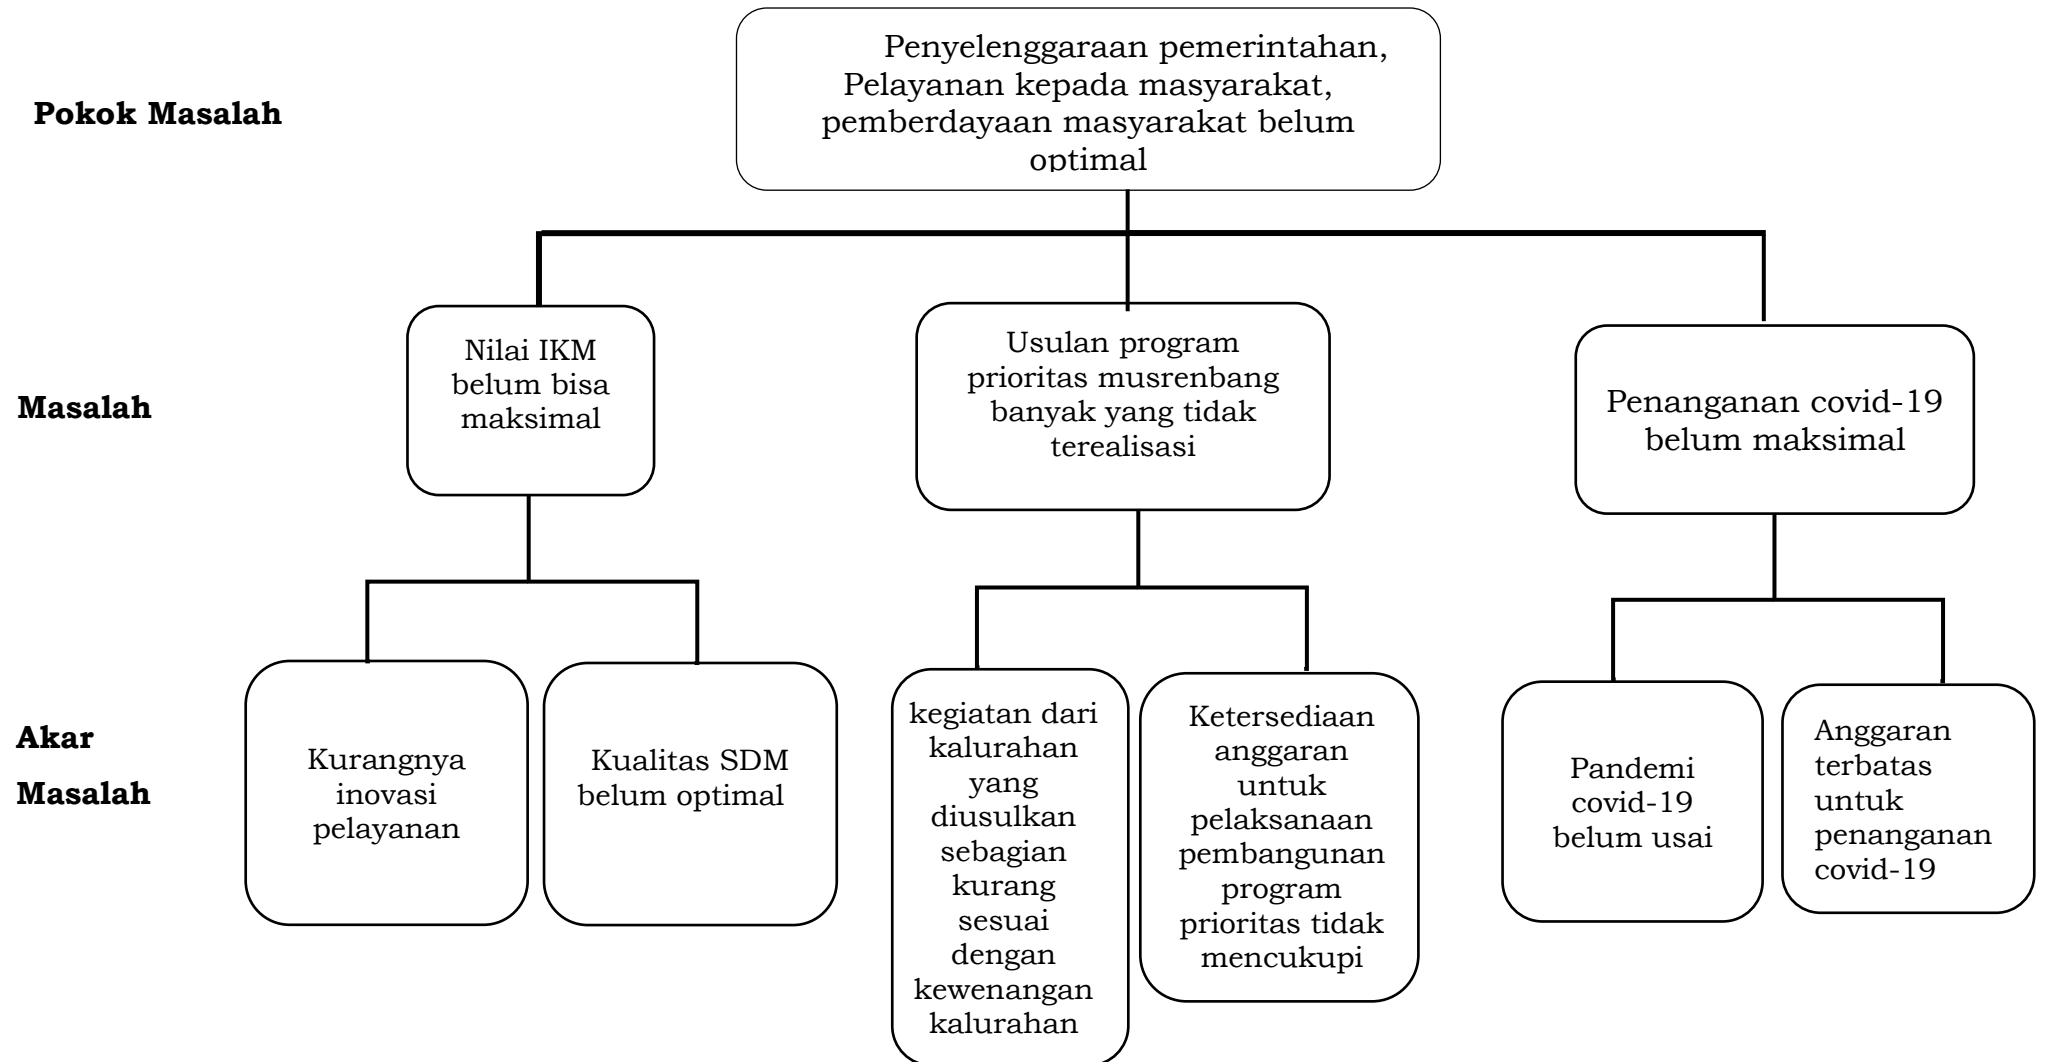 Pokok Masalah
Penyelenggaraan pemerintahan,
Pelayanan kepada masyarakat,
pemberdayaan masyarakat belum
optimal
Masalah
Nilai IKM
belum bisa
maksimal
Usulan program
prioritas musrenbang
banyak yang tidak
terealisasi
Penanganan covid-19
belum maksimal
Akar
Masalah
Kurangnya
inovasi
pelayanan
Kualitas SDM
belum optimal
kegiatan dari
kalurahan
yang
diusulkan
sebagian
kurang
sesuai
dengan
kewenangan
kalurahan
Ketersediaan
anggaran
untuk
pelaksanaan
pembangunan
program
prioritas tidak
mencukupi
Pandemi
covid-19
belum usai
Anggaran
terbatas
untuk
penanganan
covid-19